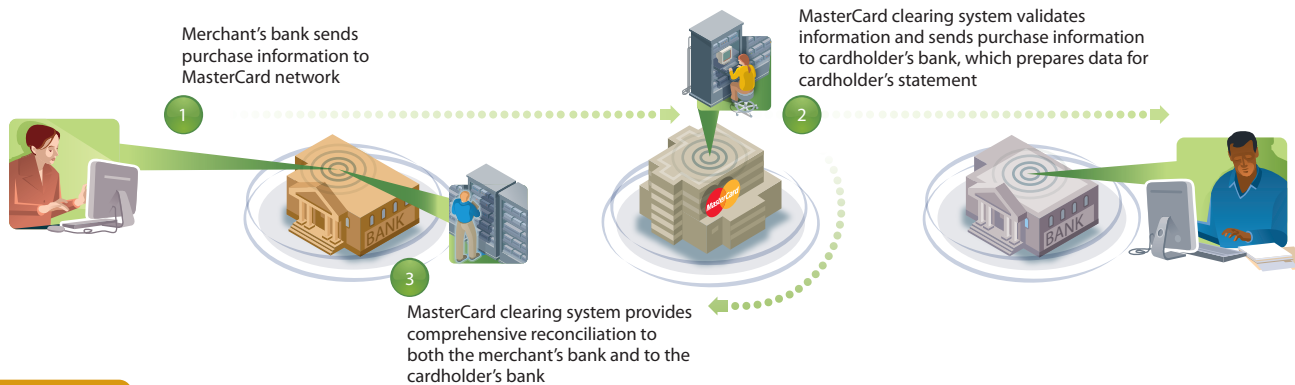 Merchant's bank sends
purchase information to
MasterCard network
1
MasterCard clearing system validates
information and sends purchase information
to cardholder's bank, which prepares data for
cardholder's statement
2
BANK
MasterCard
BANK
3
MasterCard clearing system provides
comprehensive reconciliation to
both the merchant's bank and to the
cardholder's bank